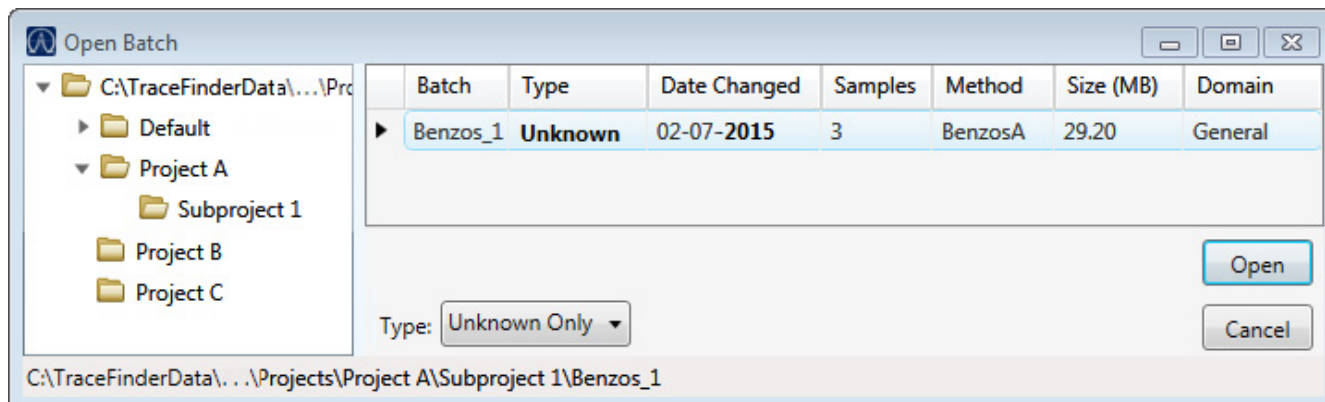 Open Batch
C:\TraceFinderData\...\Prc
Default
Project A
Subproject 1
Project B
Project C
Batch Type Date Changed Samples Method Size (MB) Domain
Benzos_1 Unknown 02-07-2015 3 BenzosA 29.20 General
Open
Type: Unknown Only
Cancel
C:\TraceFinderData\. . .\Projects\Project A\Subproject 1\Benzos_1